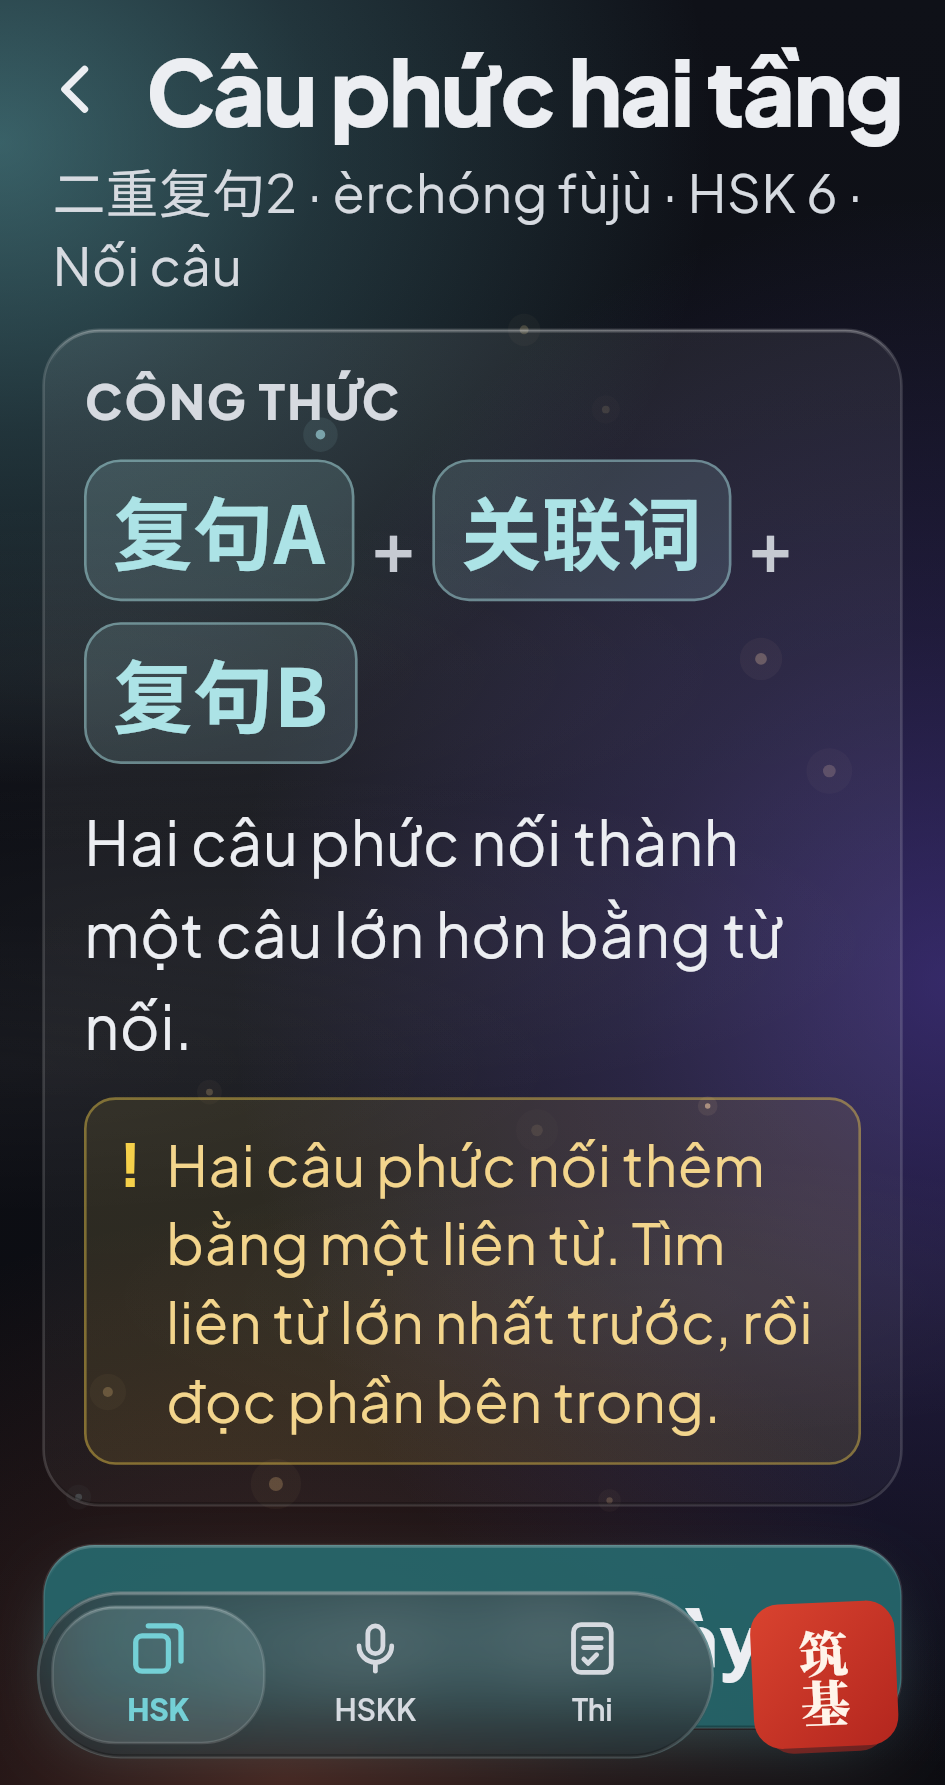 Câu phức hai tầng
二重复句2 · èrchóng fùjù · HSK 6 ·
Nối câu
CÔNG THỨC
复句A + 关联词 +
复句B
Hai câu phức nối thành
một câu lớn hơn bằng từ
nối.
! Hai câu phức nối thêm
bằng một liên từ. Tìm
liên từ lớn nhất trước, rồi
đọc phần bên trong.
HSK
HSKK
Thi
筑
基